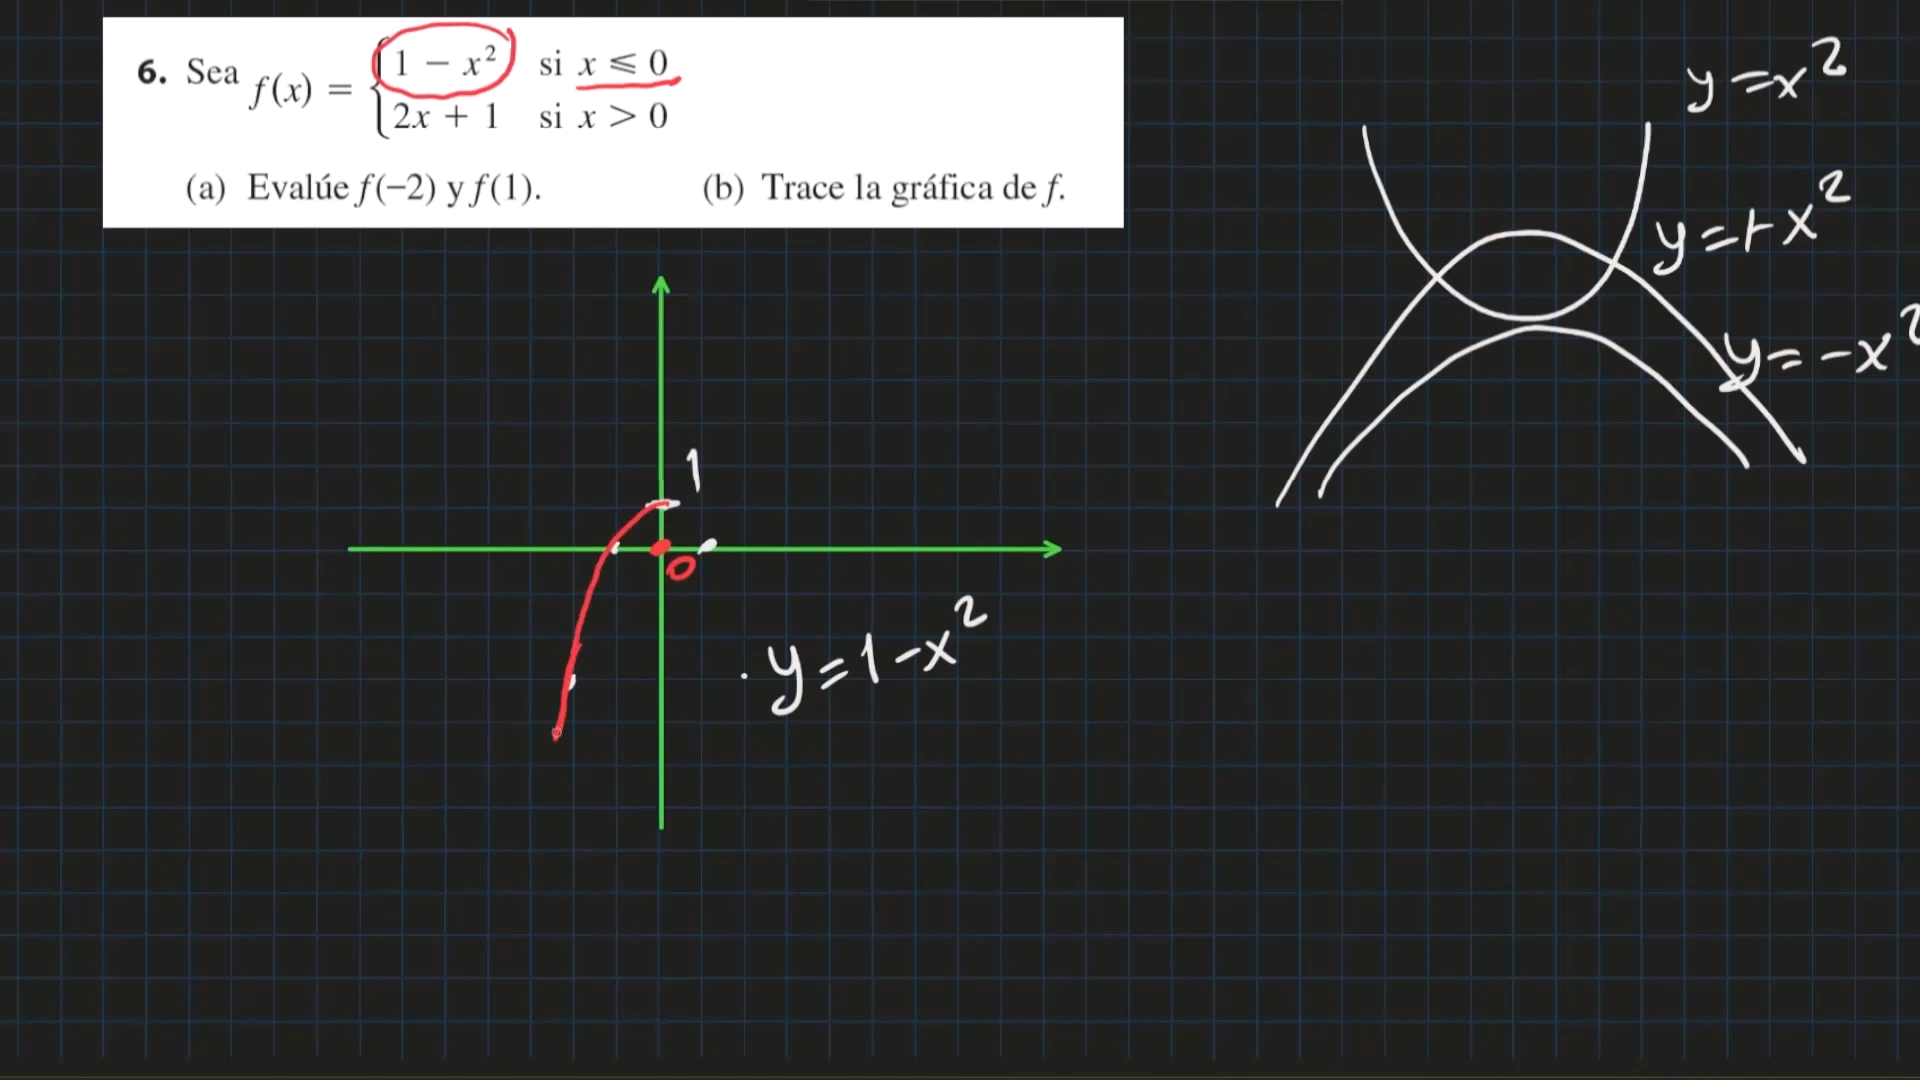 6. Sea f(x) = { 1 − x² si x ⩽ 0
2x + 1 si x > 0
(a) Evalúe f(−2) y f(1). (b) Trace la gráfica de f.
y = x²
y = 1 - x²
y = - x²
1
0
. y = 1 - x²